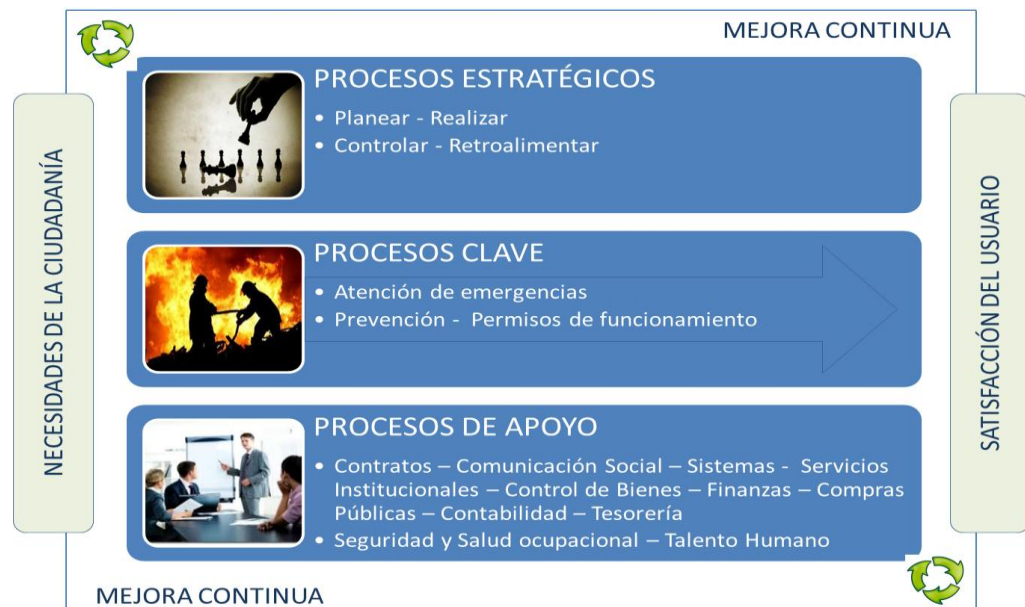 MEJORA CONTINUA
NECESIDADES DE LA CIUDADANÍA
PROCESOS ESTRATÉGICOS
• Planear - Realizar
• Controlar - Retroalimentar
PROCESOS CLAVE
• Atención de emergencias
• Prevención - Permisos de funcionamiento
PROCESOS DE APOYO
• Contratos – Comunicación Social – Sistemas - Servicios
Institucionales – Control de Bienes – Finanzas – Compras
Públicas – Contabilidad – Tesorería
• Seguridad y Salud ocupacional – Talento Humano
SATISFACCIÓN DEL USUARIO
MEJORA CONTINUA